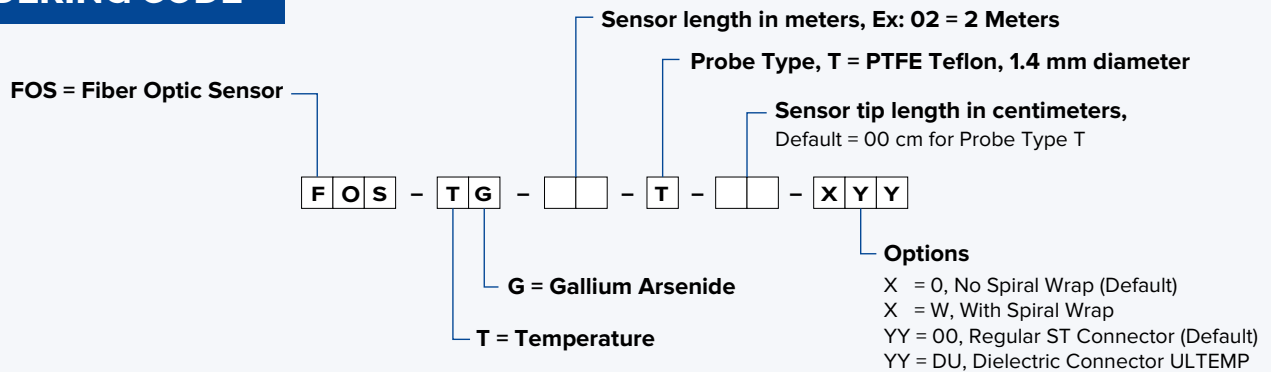 Sensor length in meters, Ex: 02 = 2 Meters
Probe Type, T = PTFE Teflon, 1.4 mm diameter
FOS = Fiber Optic Sensor
Sensor tip length in centimeters,
Default = 00 cm for Probe Type T
F O S – T G – – T – – X Y Y
Options
G = Gallium Arsenide
X = 0, No Spiral Wrap (Default)
X = W, With Spiral Wrap
T = Temperature
YY = 00, Regular ST Connector (Default)
YY = DU, Dielectric Connector ULTEMP